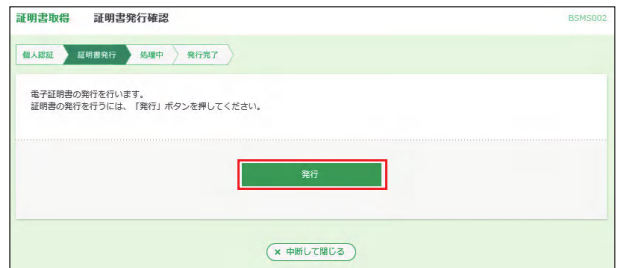 証明書取得 証明書発行確認 BSMS002
個人認証 証明書発行 処理中 発行完了
電子証明書の発行を行います。
証明書の発行を行うには、「発行」ボタンを押してください。
発行
× 中断して閉じる